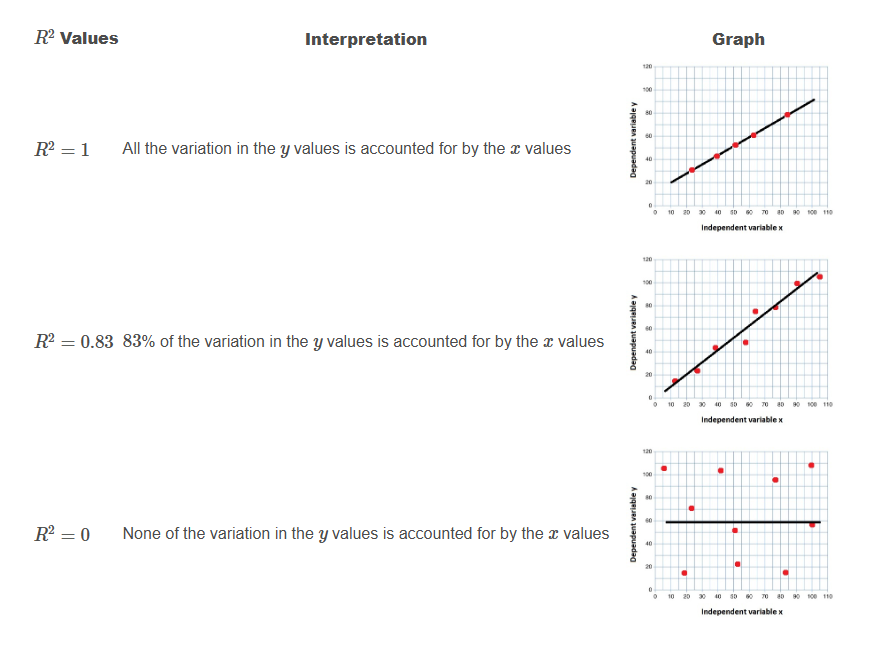 R² Values Interpretation Graph
R² = 1 All the variation in the y values is accounted for by the x values
120
100
80
60
40
20
0
Dependent variable y
0 10 20 30 40 50 60 70 80 90 100 110
Independent variable x
R² = 0.83 83% of the variation in the y values is accounted for by the x values
120
100
80
60
40
20
0
Dependent variable y
0 10 20 30 40 50 60 70 80 90 100 110
Independent variable x
R² = 0 None of the variation in the y values is accounted for by the x values
120
100
80
60
40
20
0
Dependent variable y
0 10 20 30 40 50 60 70 80 90 100 110
Independent variable x